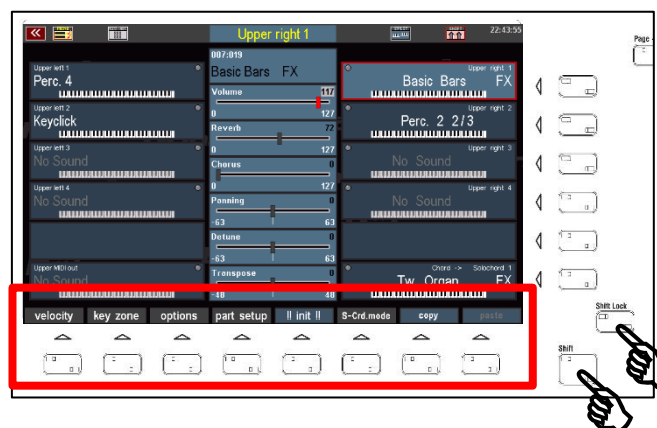 Upper right 1
22:43:55
Page
007:019
Basic Bars FX
Upper left 1
Perc. 4
Upper left 2
Keyclick
Upper left 3
No Sound
Upper left 4
No Sound
Upper MIDI out
No Sound
Volume 117
0 127
Reverb 72
0 127
Chorus 0
0 127
Panning 0
-63 63
Detune 0
-63 63
Transpose 0
-48 48
Upper right 1
Basic Bars FX
Upper right 2
Perc. 2 2/3
Upper right 3
No Sound
Upper right 4
No Sound
Chord -> Solochord 1
Tw. Organ FX
velocity key zone options part setup !! init !! S-Crd.mode copy paste
Shift Lock
Shift